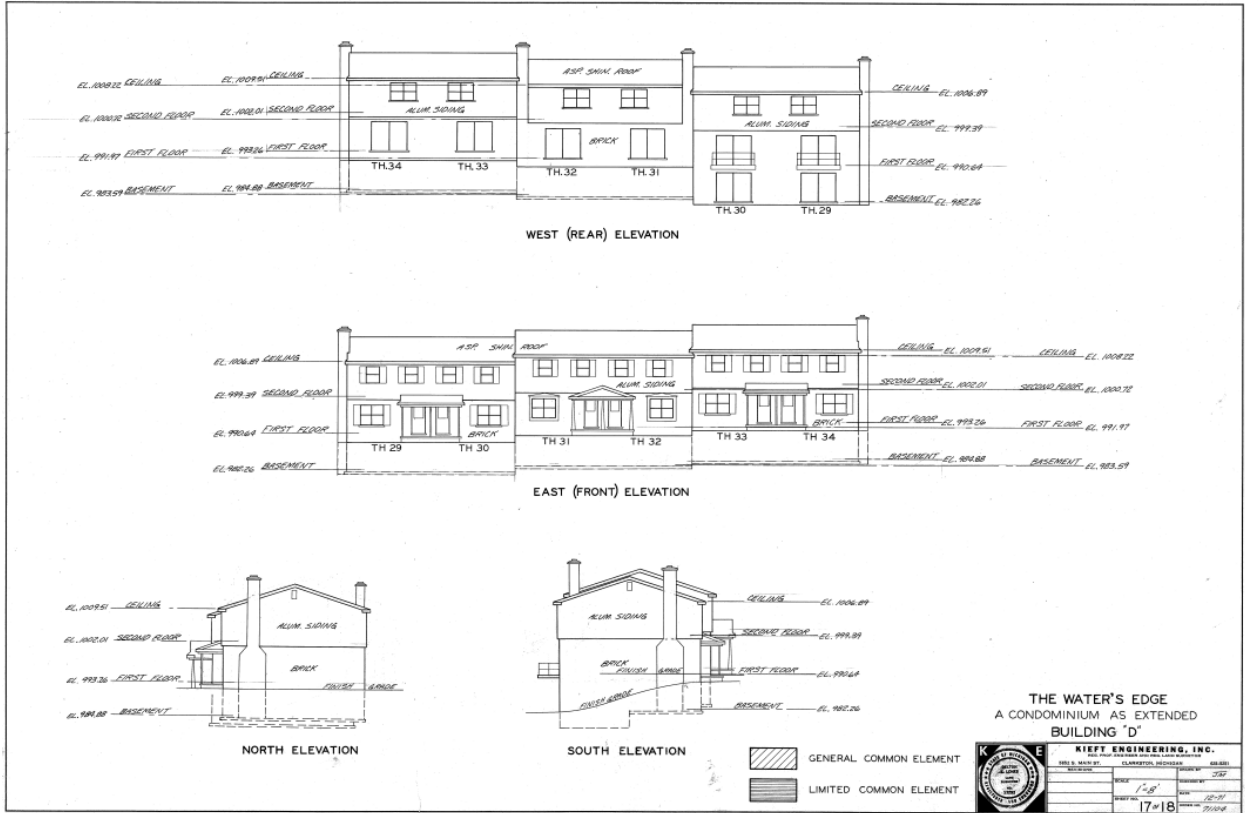 EL. 1008.22 CEILING EL. 1009.51 CEILING
ASP. SHIN. ROOF
CEILING EL. 1006.89
EL. 1000.72 SECOND FLOOR EL. 1002.01 SECOND FLOOR
ALUM. SIDING
ALUM. SIDING
SECOND FLOOR EL. 999.39
BRICK
EL. 991.97 FIRST FLOOR EL. 993.26 FIRST FLOOR
FIRST FLOOR EL. 990.64
TH.34 TH.33 TH.32 TH.31
EL. 983.59 BASEMENT EL. 984.88 BASEMENT
BASEMENT EL. 982.26
TH.30 TH.29
WEST (REAR) ELEVATION
ASP. SHIN. ROOF
EL. 1006.89 CEILING
CEILING EL. 1009.51 CEILING EL. 1008.22
ALUM. SIDING
EL. 999.39 SECOND FLOOR
SECOND FLOOR EL. 1002.01 SECOND FLOOR EL. 1000.72
EL. 990.64 FIRST FLOOR
BRICK
BRICK
FIRST FLOOR EL. 993.26 FIRST FLOOR EL. 991.97
TH 29 TH 30 TH 31 TH 32 TH 33 TH 34
EL. 982.26 BASEMENT
BASEMENT EL. 984.88 BASEMENT EL. 983.59
EAST (FRONT) ELEVATION
EL. 1009.51 CEILING
ALUM. SIDING
EL. 1002.01 SECOND FLOOR
BRICK
EL. 993.26 FIRST FLOOR
FINISH GRADE
EL. 984.88 BASEMENT
NORTH ELEVATION
CEILING EL. 1006.89
ALUM SIDING
SECOND FLOOR EL. 999.39
BRICK
FINISH GRADE
FIRST FLOOR EL. 990.64
FINISH GRADE
BASEMENT EL. 982.26
SOUTH ELEVATION
GENERAL COMMON ELEMENT
LIMITED COMMON ELEMENT
THE WATER'S EDGE
A CONDOMINIUM AS EXTENDED
BUILDING "D"
K E
KIEFT ENGINEERING, INC.
CLARKSTON, MICHIGAN
SCALE 1"=8'
JM
DATE 12-71
SHEET NO. 17 OF 18
71104